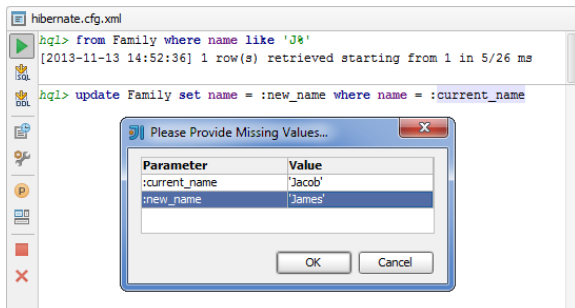 hibernate.cfg.xml
hql> from Family where name like 'J%'
[2013-11-13 14:52:36] 1 row(s) retrieved starting from 1 in 5/26 ms
SQL
hql> update Family set name = :new_name where name = :current_name
DDL
Please Provide Missing Values...
Parameter Value
:current_name 'Jacob'
:new_name 'James'
P
OK Cancel